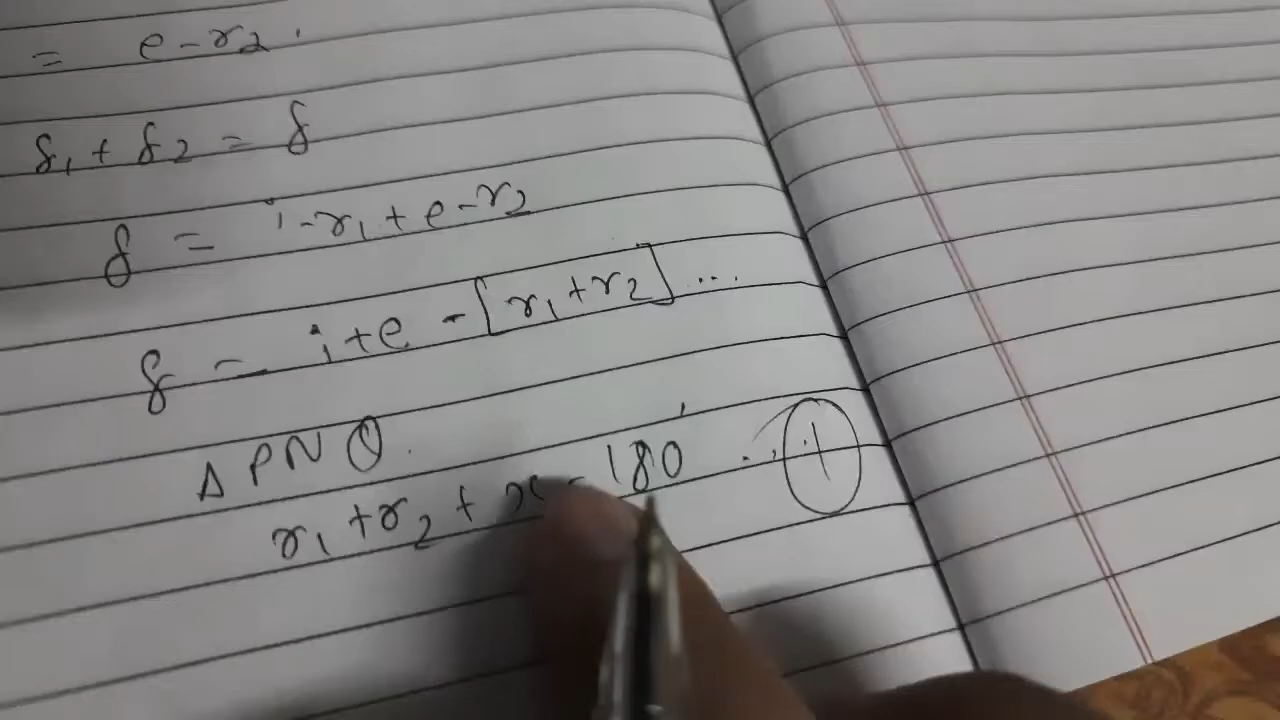 = e-r₂.
δ₁ + δ₂ = δ
δ = i-r₁ + e-r₂
δ = i+e - [r₁+r₂] ...
Δ PNQ.
r₁ + r₂ + x = 180 ... 1